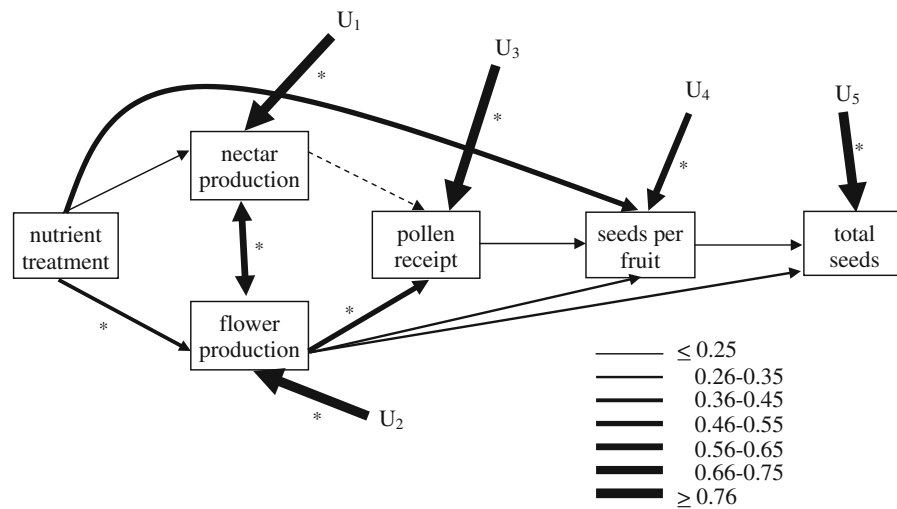 U1
U3
U4
U5
*
*
*
*
nectar
production
nutrient
treatment
pollen
receipt
seeds per
fruit
total
seeds
*
*
*
flower
production
*
U2
≤ 0.25
0.26-0.35
0.36-0.45
0.46-0.55
0.56-0.65
0.66-0.75
≥ 0.76